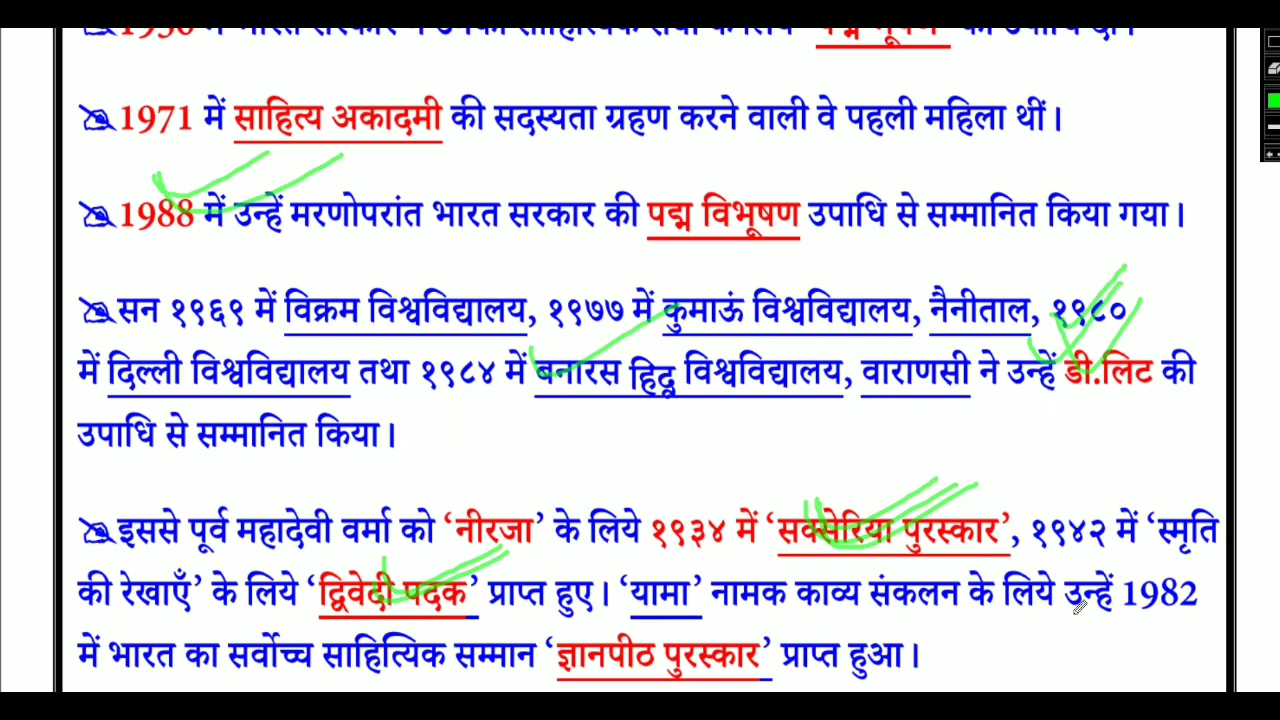 1971 में साहित्य अकादमी की सदस्यता ग्रहण करने वाली वे पहली महिला थीं।
1988 में उन्हें मरणोपरांत भारत सरकार की पद्म विभूषण उपाधि से सम्मानित किया गया।
सन १९६९ में विक्रम विश्वविद्यालय, १९७७ में कुमाऊं विश्वविद्यालय, नैनीताल, १९८०
में दिल्ली विश्वविद्यालय तथा १९८४ में बनारस हिंदू विश्वविद्यालय, वाराणसी ने उन्हें डी.लिट की
उपाधि से सम्मानित किया।
इससे पूर्व महादेवी वर्मा को ‘नीरजा’ के लिये १९३४ में ‘सक्सेरिया पुरस्कार’, १९४२ में ‘स्मृति
की रेखाएँ’ के लिये ‘द्विवेदी पदक’ प्राप्त हुए। ‘यामा’ नामक काव्य संकलन के लिये उन्हें 1982
में भारत का सर्वोच्च साहित्यिक सम्मान ‘ज्ञानपीठ पुरस्कार’ प्राप्त हुआ।